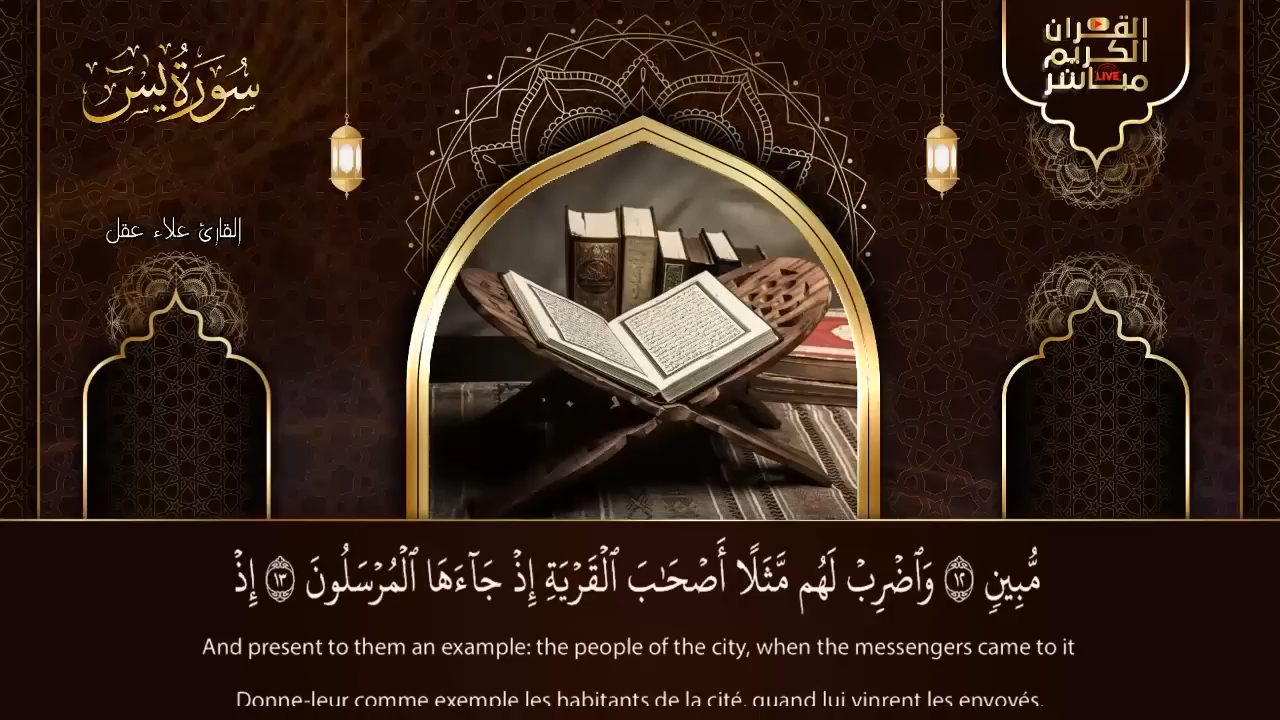 سُورَةُ يسٓ
القرآن
الكريم
مباشر
LIVE
القارئ علاء عقل
مُّبِينٍ ١٢ وَٱضْرِبْ لَهُم مَّثَلًا أَصْحَٰبَ ٱلْقَرْيَةِ إِذْ جَآءَهَا ٱلْمُرْسَلُونَ ١٣ إِذْ
And present to them an example: the people of the city, when the messengers came to it
Donne-leur comme exemple les habitants de la cité, quand lui vinrent les envoyés.